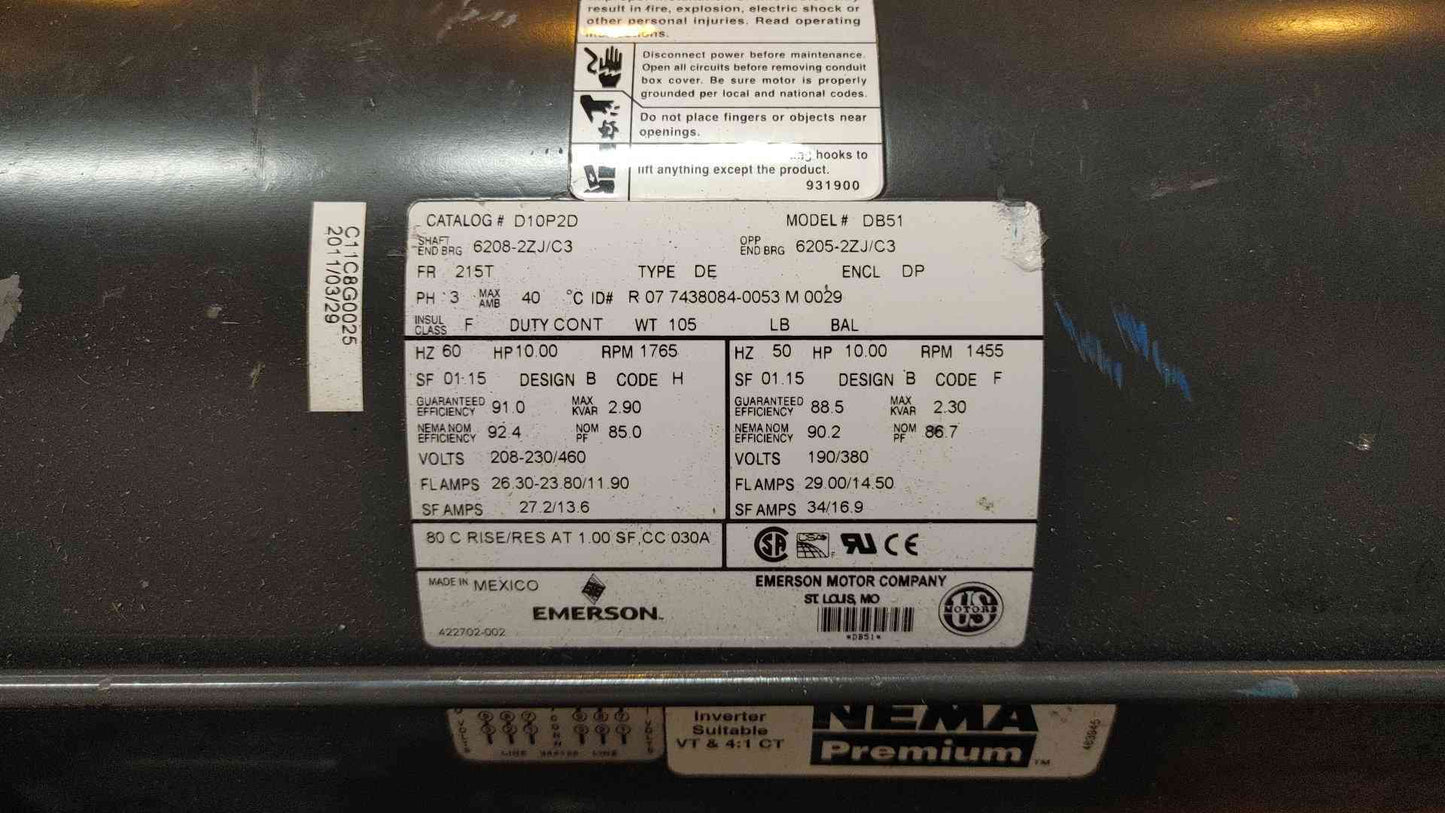 result in fire, explosion, electric shock or
other personal injuries. Read operating
Disconnect power before maintenance.
Open all circuits before removing conduit
box cover. Be sure motor is properly
grounded per local and national codes.
Do not place fingers or objects near
openings.
hooks to
lift anything except the product.
931900
C11C8G0025
2011/03/29
CATALOG # D10P2D MODEL # DB51
SHAFT END BRG 6208-2ZJ/C3 OPP END BRG 6205-2ZJ/C3
FR 215T TYPE DE ENCL DP
PH 3 MAX AMB 40 °C ID# R 07 7438084-0053 M 0029
INSUL CLASS F DUTY CONT WT 105 LB BAL
HZ 60 HP 10.00 RPM 1765
SF 01.15 DESIGN B CODE H
GUARANTEED EFFICIENCY 91.0 MAX KVAR 2.90
NEMA NOM EFFICIENCY 92.4 NOM PF 85.0
VOLTS 208-230/460
FL AMPS 26.30-23.80/11.90
SF AMPS 27.2/13.6
HZ 50 HP 10.00 RPM 1455
SF 01.15 DESIGN B CODE F
GUARANTEED EFFICIENCY 88.5 MAX KVAR 2.30
NEMA NOM EFFICIENCY 90.2 NOM PF 86.7
VOLTS 190/380
FL AMPS 29.00/14.50
SF AMPS 34/16.9
80 C RISE/RES AT 1.00 SF,CC 030A
MADE IN MEXICO
EMERSON™
422702-002
EMERSON MOTOR COMPANY
ST. LOUIS, MO
*DB51*
US
MOTORS
Inverter
Suitable
VT & 4:1 CT
NEMA
Premium™
463945